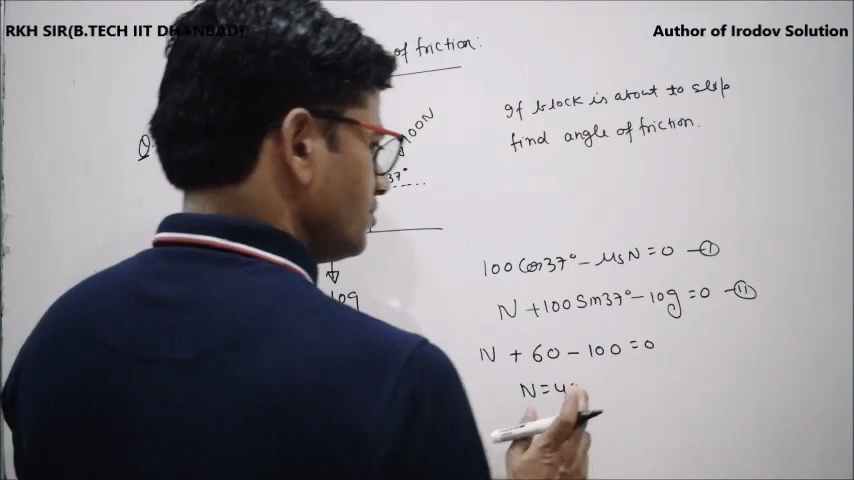 RKH SIR(B.TECH IIT DHANBAD)
Author of Irodov Solution
of friction:
Q
100N
37°
10g
If block is about to slip
find angle of friction.
100 Cos37° - μsN = 0 - (I)
N + 100 Sin37° - 10g = 0 - (II)
N + 60 - 100 = 0
N = 4